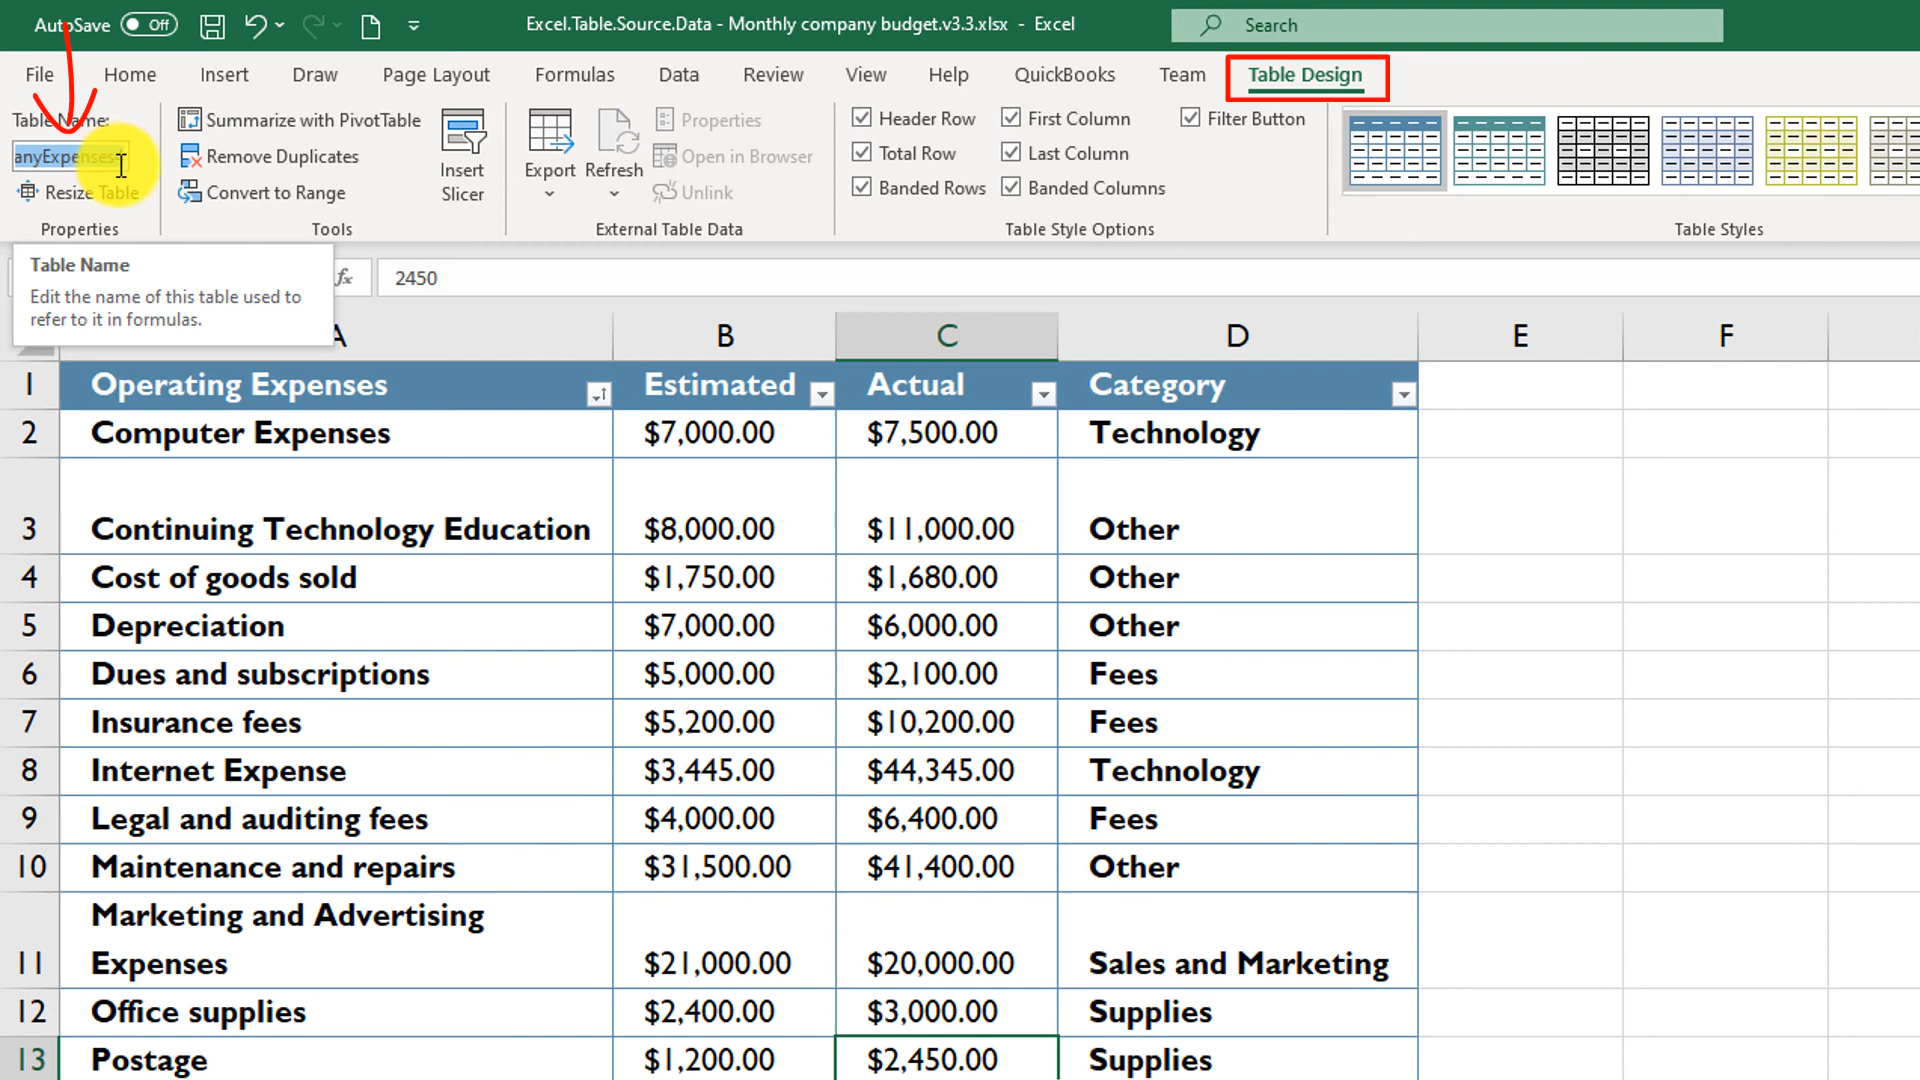 AutoSave Off Excel.Table.Source.Data - Monthly company budget.v3.3.xlsx - Excel Search
File Home Insert Draw Page Layout Formulas Data Review View Help QuickBooks Team Table Design
Table Name:
anyExpenses
Resize Table
Properties
Summarize with PivotTable
Remove Duplicates
Convert to Range
Insert
Slicer
Tools
Export
Refresh
Properties
Open in Browser
Unlink
External Table Data
Header Row First Column Filter Button
Total Row Last Column
Banded Rows Banded Columns
Table Style Options
Table Styles
Table Name
Edit the name of this table used to
refer to it in formulas.
fx 2450
A B C D E F
1 Operating Expenses Estimated Actual Category
2 Computer Expenses $7,000.00 $7,500.00 Technology
3 Continuing Technology Education $8,000.00 $11,000.00 Other
4 Cost of goods sold $1,750.00 $1,680.00 Other
5 Depreciation $7,000.00 $6,000.00 Other
6 Dues and subscriptions $5,000.00 $2,100.00 Fees
7 Insurance fees $5,200.00 $10,200.00 Fees
8 Internet Expense $3,445.00 $44,345.00 Technology
9 Legal and auditing fees $4,000.00 $6,400.00 Fees
10 Maintenance and repairs $31,500.00 $41,400.00 Other
Marketing and Advertising
11 Expenses $21,000.00 $20,000.00 Sales and Marketing
12 Office supplies $2,400.00 $3,000.00 Supplies
13 Postage $1,200.00 $2,450.00 Supplies